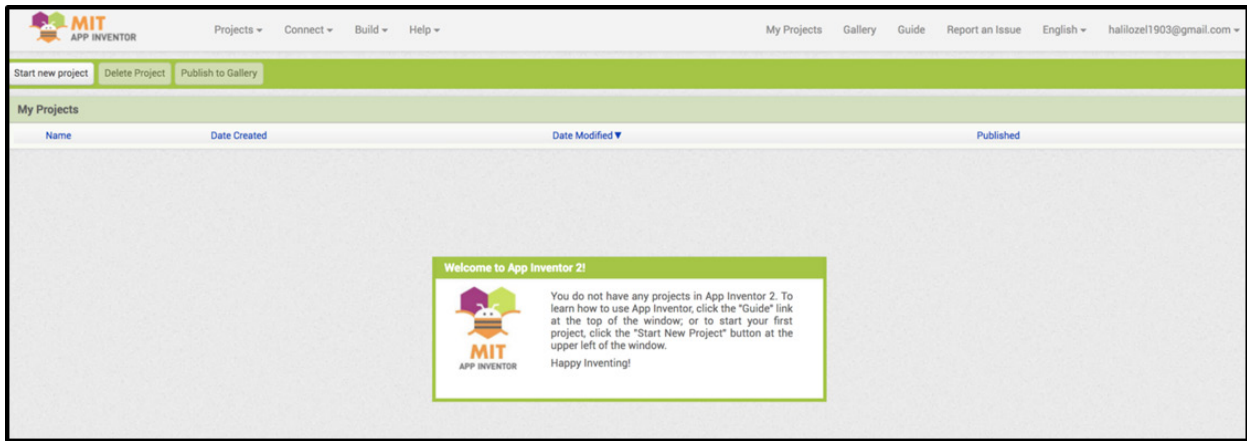 MIT
APP INVENTOR
Projects Connect Build Help My Projects Gallery Guide Report an Issue English halilozel1903@gmail.com
Start new project Delete Project Publish to Gallery
My Projects
Name Date Created Date Modified Published
Welcome to App Inventor 2!
MIT
APP INVENTOR
You do not have any projects in App Inventor 2. To
learn how to use App Inventor, click the "Guide" link
at the top of the window; or to start your first
project, click the "Start New Project" button at the
upper left of the window.
Happy Inventing!